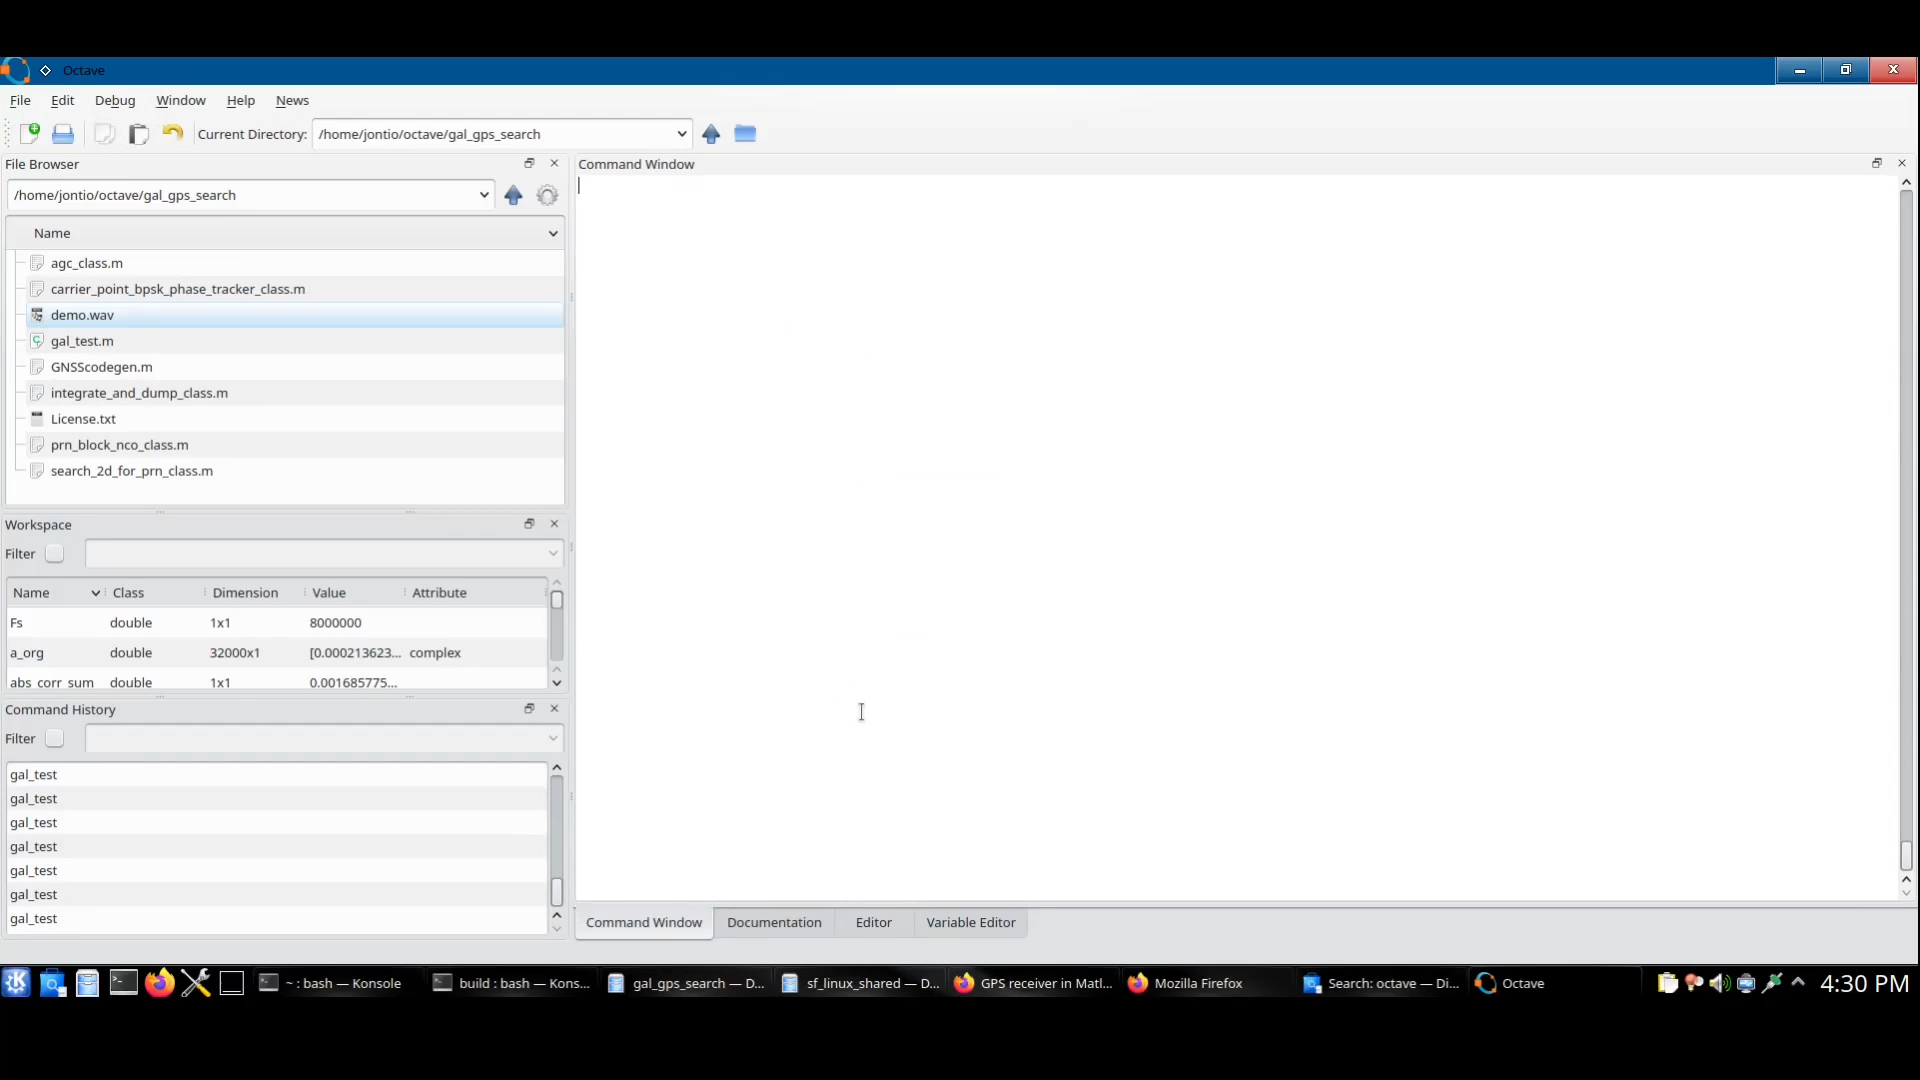 Octave
File Edit Debug Window Help News
Current Directory: /home/jontio/octave/gal_gps_search
File Browser
/home/jontio/octave/gal_gps_search
Name
agc_class.m
carrier_point_bpsk_phase_tracker_class.m
demo.wav
gal_test.m
GNSScodegen.m
integrate_and_dump_class.m
License.txt
prn_block_nco_class.m
search_2d_for_prn_class.m
Workspace
Filter
Name Class Dimension Value Attribute
Fs double 1x1 8000000
a_org double 32000x1 [0.000213623... complex
abs_corr_sum double 1x1 0.001685775...
Command History
Filter
gal_test
gal_test
gal_test
gal_test
gal_test
gal_test
gal_test
Command Window
Command Window Documentation Editor Variable Editor
~ : bash — Konsole build : bash — Kons... gal_gps_search — D... sf_linux_shared — D... GPS receiver in Matl... Mozilla Firefox Search: octave — Di... Octave 4:30 PM